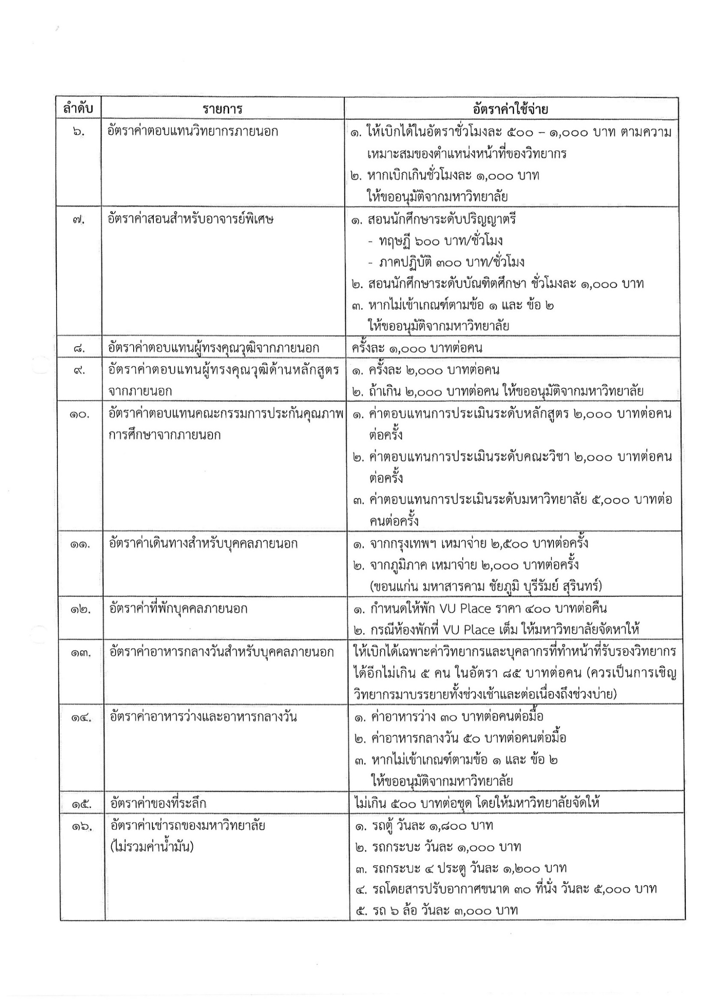 ลำดับ รายการ อัตราค่าใช้จ่าย
๖. อัตราค่าตอบแทนวิทยากรภายนอก ๑. ให้เบิกได้ในอัตราชั่วโมงละ ๕๐๐ – ๑,๐๐๐ บาท ตามความ
เหมาะสมของตำแหน่งหน้าที่ของวิทยากร
๒. หากเบิกเกินชั่วโมงละ ๑,๐๐๐ บาท
ให้ขออนุมัติจากมหาวิทยาลัย
๗. อัตราค่าสอนสำหรับอาจารย์พิเศษ ๑. สอนนักศึกษาระดับปริญญาตรี
- ทฤษฎี ๖๐๐ บาท/ชั่วโมง
- ภาคปฏิบัติ ๓๐๐ บาท/ชั่วโมง
๒. สอนนักศึกษาระดับบัณฑิตศึกษา ชั่วโมงละ ๑,๐๐๐ บาท
๓. หากไม่เข้าเกณฑ์ตามข้อ ๑ และ ข้อ ๒
ให้ขออนุมัติจากมหาวิทยาลัย
๘. อัตราค่าตอบแทนผู้ทรงคุณวุฒิจากภายนอก ครั้งละ ๑,๐๐๐ บาทต่อคน
๙. อัตราค่าตอบแทนผู้ทรงคุณวุฒิด้านหลักสูตร ๑. ครั้งละ ๒,๐๐๐ บาทต่อคน
จากภายนอก ๒. ถ้าเกิน ๒,๐๐๐ บาทต่อคน ให้ขออนุมัติจากมหาวิทยาลัย
๑๐. อัตราค่าตอบแทนคณะกรรมการประกันคุณภาพ ๑. ค่าตอบแทนการประเมินระดับหลักสูตร ๒,๐๐๐ บาทต่อคน
การศึกษาจากภายนอก ต่อครั้ง
๒. ค่าตอบแทนการประเมินระดับคณะวิชา ๒,๐๐๐ บาทต่อคน
ต่อครั้ง
๓. ค่าตอบแทนการประเมินระดับมหาวิทยาลัย ๕,๐๐๐ บาทต่อ
คนต่อครั้ง
๑๑. อัตราค่าเดินทางสำหรับบุคคลภายนอก ๑. จากกรุงเทพฯ เหมาจ่าย ๒,๕๐๐ บาทต่อครั้ง
๒. จากภูมิภาค เหมาจ่าย ๒,๐๐๐ บาทต่อครั้ง
(ขอนแก่น มหาสารคาม ชัยภูมิ บุรีรัมย์ สุรินทร์)
๑๒. อัตราค่าที่พักบุคคลภายนอก ๑. กำหนดให้พัก VU Place ราคา ๔๐๐ บาทต่อคืน
๒. กรณีห้องพักที่ VU Place เต็ม ให้มหาวิทยาลัยจัดหาให้
๑๓. อัตราค่าอาหารกลางวันสำหรับบุคคลภายนอก ให้เบิกได้เฉพาะค่าวิทยากรและบุคลากรที่ทำหน้าที่รับรองวิทยากร
ได้อีกไม่เกิน ๕ คน ในอัตรา ๘๕ บาทต่อคน (ควรเป็นการเชิญ
วิทยากรมาบรรยายทั้งช่วงเช้าและต่อเนื่องถึงช่วงบ่าย)
๑๔. อัตราค่าอาหารว่างและอาหารกลางวัน ๑. ค่าอาหารว่าง ๓๐ บาทต่อคนต่อมื้อ
๒. ค่าอาหารกลางวัน ๕๐ บาทต่อคนต่อมื้อ
๓. หากไม่เข้าเกณฑ์ตามข้อ ๑ และ ข้อ ๒
ให้ขออนุมัติจากมหาวิทยาลัย
๑๕. อัตราค่าของที่ระลึก ไม่เกิน ๕๐๐ บาทต่อชุด โดยให้มหาวิทยาลัยจัดให้
๑๖. อัตราค่าเช่ารถของมหาวิทยาลัย ๑. รถตู้ วันละ ๑,๘๐๐ บาท
(ไม่รวมค่าน้ำมัน) ๒. รถกระบะ วันละ ๑,๐๐๐ บาท
๓. รถกระบะ ๔ ประตู วันละ ๑,๒๐๐ บาท
๔. รถโดยสารปรับอากาศขนาด ๓๐ ที่นั่ง วันละ ๕,๐๐๐ บาท
๕. รถ ๖ ล้อ วันละ ๓,๐๐๐ บาท